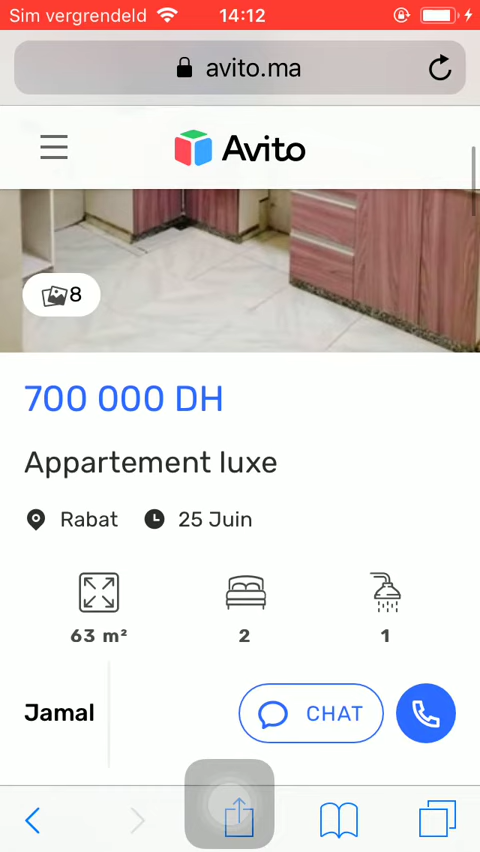 Sim vergrendeld 14:12
avito.ma
Avito
8
700 000 DH
Appartement luxe
Rabat 25 Juin
63 m² 2 1
Jamal CHAT